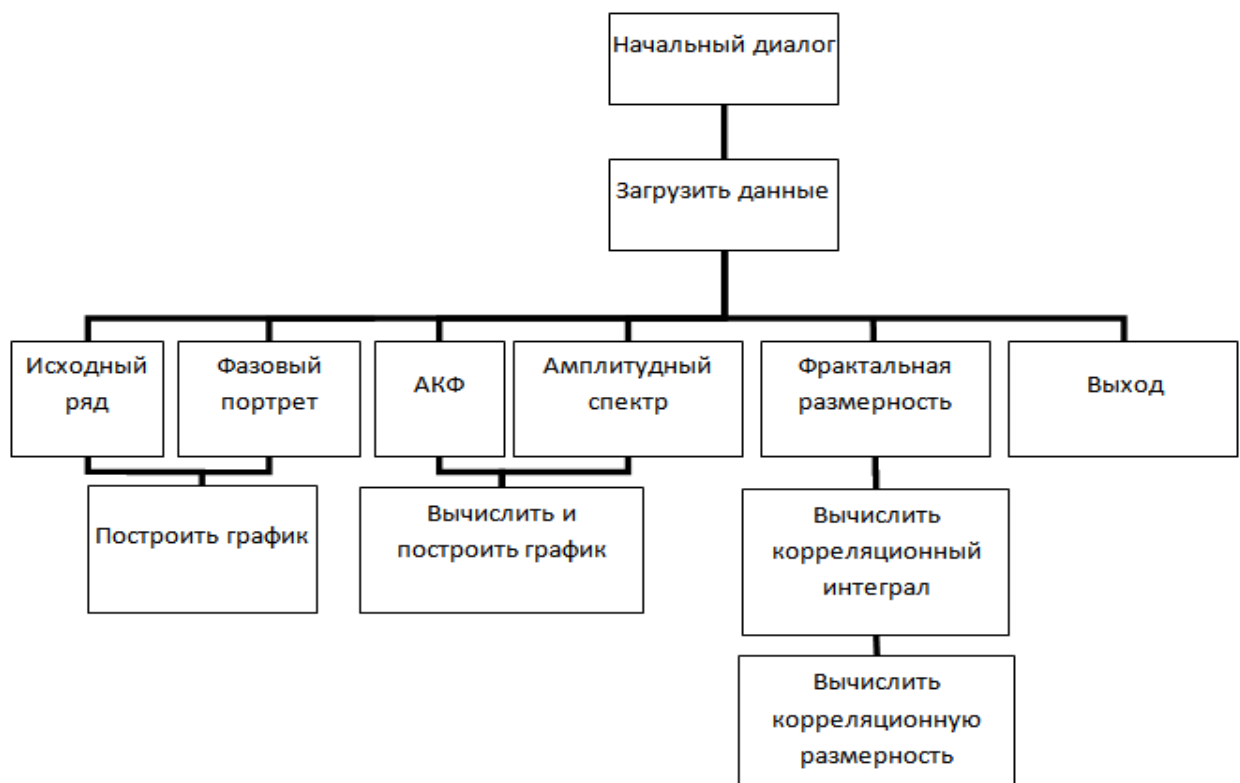 Начальный диалог
Загрузить данные
Исходный
ряд
Фазовый
портрет
АКФ
Амплитудный
спектр
Фрактальная
размерность
Выход
Построить график
Вычислить и
построить график
Вычислить
корреляционный
интеграл
Вычислить
корреляционную
размерность